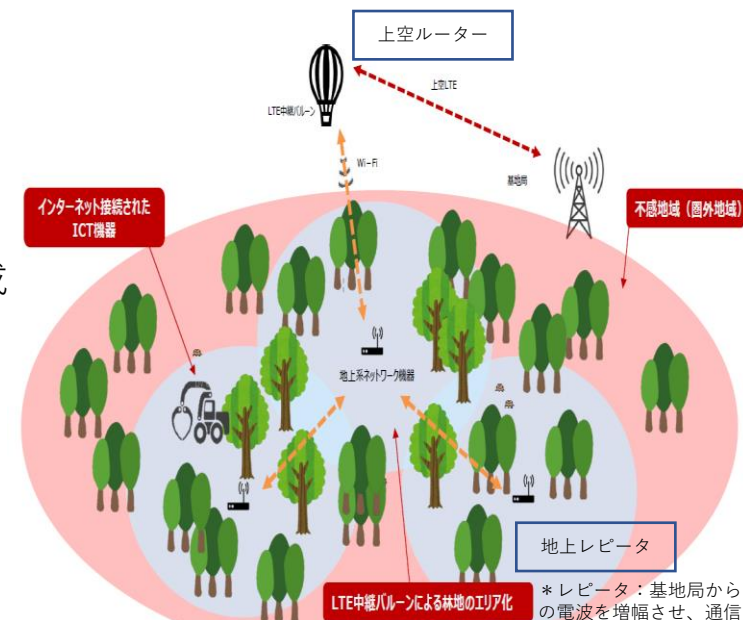 上空ルーター
上空LTE
LTE中継バルーン
Wi-Fi
基地局
インターネット接続された
ICT機器
不感地域（圏外地域）
地上系ネットワーク機器
地上レピータ
LTE中継バルーンによる林地のエリア化
＊レピータ：基地局から
の電波を増幅させ、通信